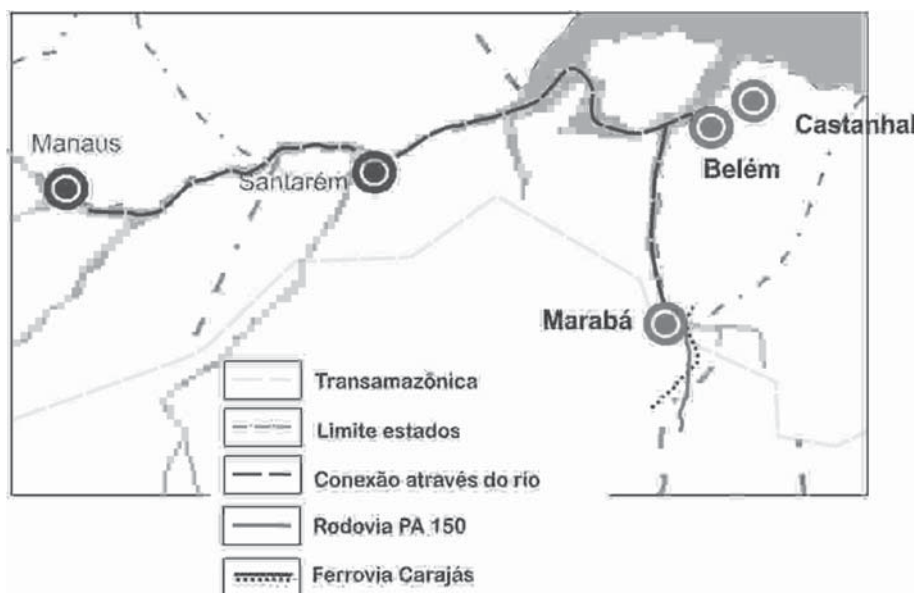 Manaus
Santarém
Castanhal
Belém
Marabá
Transamazônica
Limite estados
Conexão através do rio
Rodovia PA 150
Ferrovia Carajás